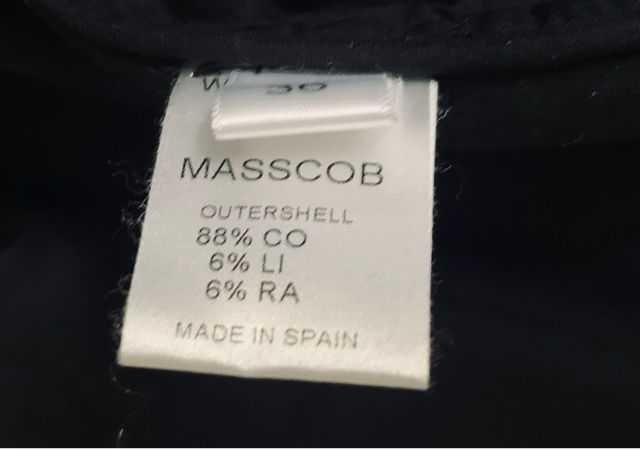 MASSCOB
OUTERSHELL
88% CO
6% LI
6% RA
MADE IN SPAIN